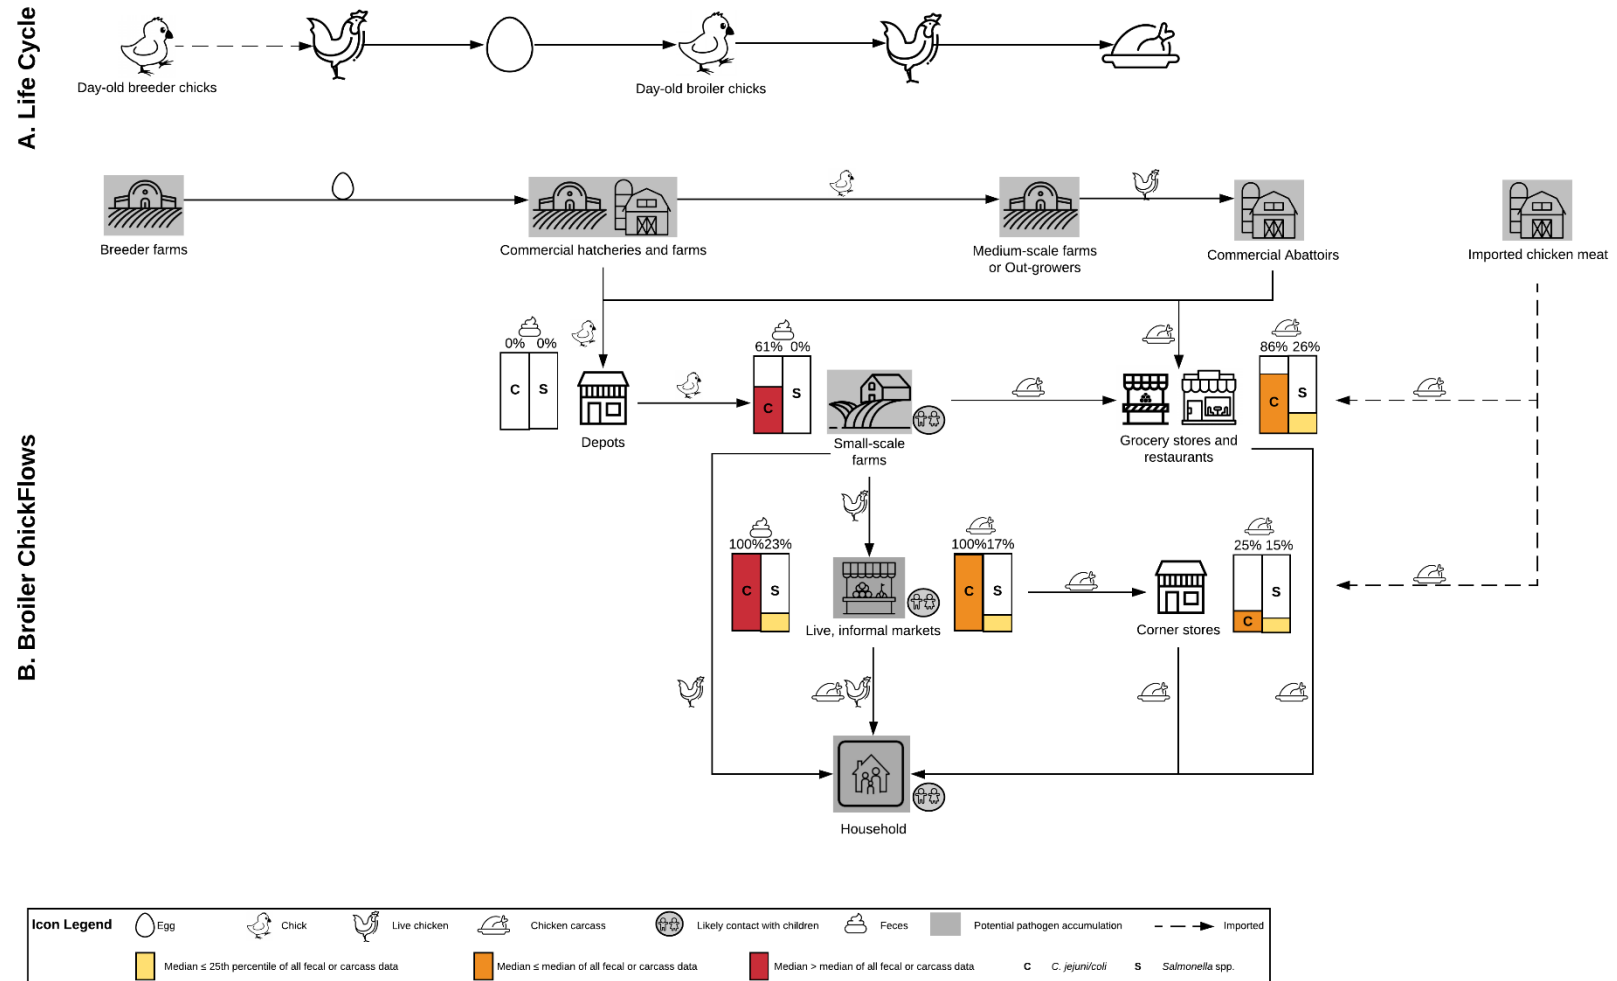 A. Life Cycle
Day-old breeder chicks
Day-old broiler chicks
B. Broiler ChickFlows
Breeder farms
Commercial hatcheries and farms
Medium-scale farms
or Out-growers
Commercial Abattoirs
Imported chicken meat
0% 0%
C S
Depots
61% 0%
C S
Small-scale
farms
Grocery stores and
restaurants
86% 26%
C S
100% 23%
C S
Live, informal markets
100% 17%
C S
Corner stores
25% 15%
C S
Household
Icon Legend
Egg
Chick
Live chicken
Chicken carcass
Likely contact with children
Feces
Potential pathogen accumulation
Imported
Median ≤ 25th percentile of all fecal or carcass data
Median ≤ median of all fecal or carcass data
Median > median of all fecal or carcass data
C C. jejuni/coli
S Salmonella spp.